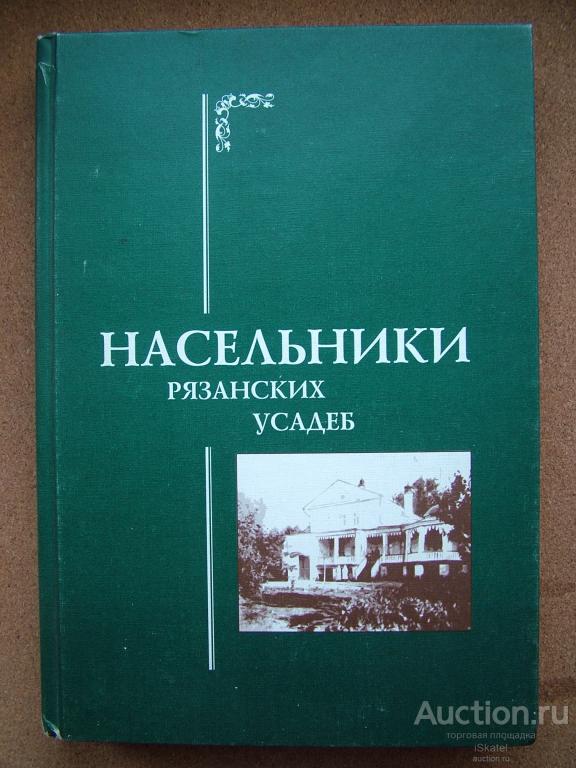 НАСЕЛЬНИКИ
РЯЗАНСКИХ
УСАДЕБ
Auction.ru
торговая площадка
iSkatel
auction.ru